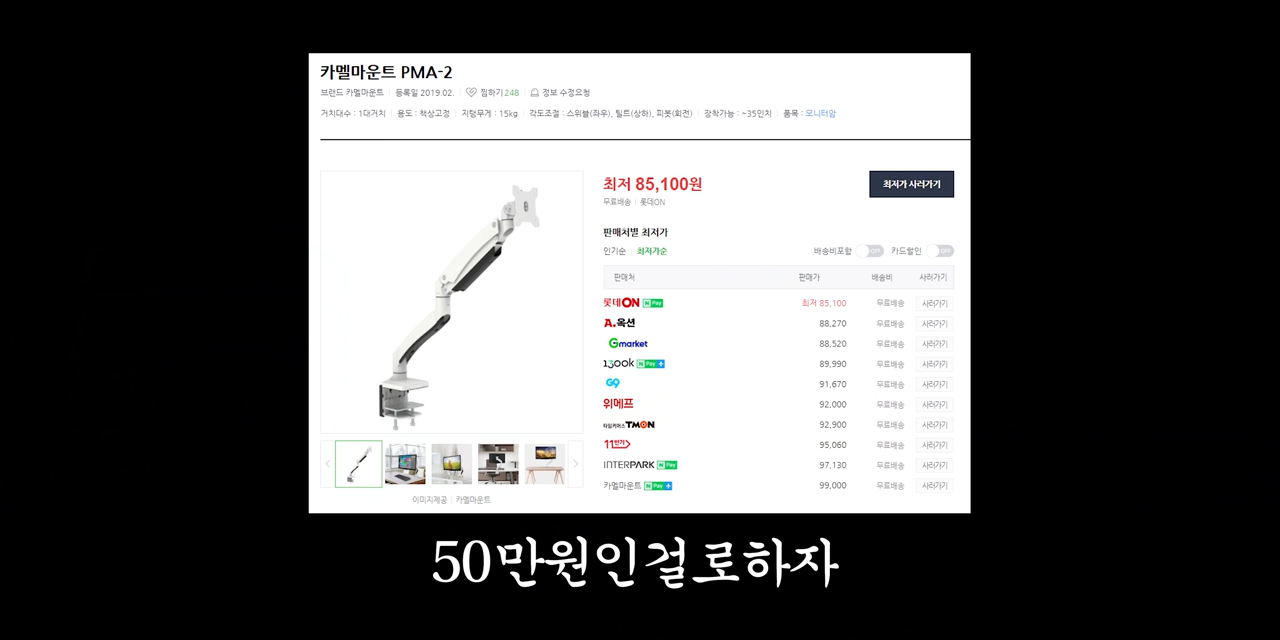 카멜마운트 PMA-2
브랜드 카멜마운트 등록일 2019.02. 찜하기 248 정보 수정요청
거치대수 : 1대거치 용도 : 책상고정 지탱무게 : 15kg 각도조절 : 스위블(좌우), 틸트(상하), 피봇(회전) 장착가능 : ~35인치 품목 : 모니터암
최저 85,100원
최저가 사러가기
무료배송 롯데ON
판매처별 최저가
인기순 최저가순 배송비포함 OFF 카드할인 OFF
판매처 판매가 배송비 사러가기
롯데ON N Pay 최저 85,100 무료배송 사러가기
A.옥션 88,270 무료배송 사러가기
Gmarket 88,520 무료배송 사러가기
1300k N Pay + 89,990 무료배송 사러가기
G9 91,670 무료배송 사러가기
위메프 92,000 무료배송 사러가기
타임커머스 TMON 92,900 무료배송 사러가기
11번가 95,060 무료배송 사러가기
INTERPARK N Pay 97,130 무료배송 사러가기
카멜마운트 N Pay + 99,000 무료배송 사러가기
이미지제공 카멜마운트
50만원인걸로하자